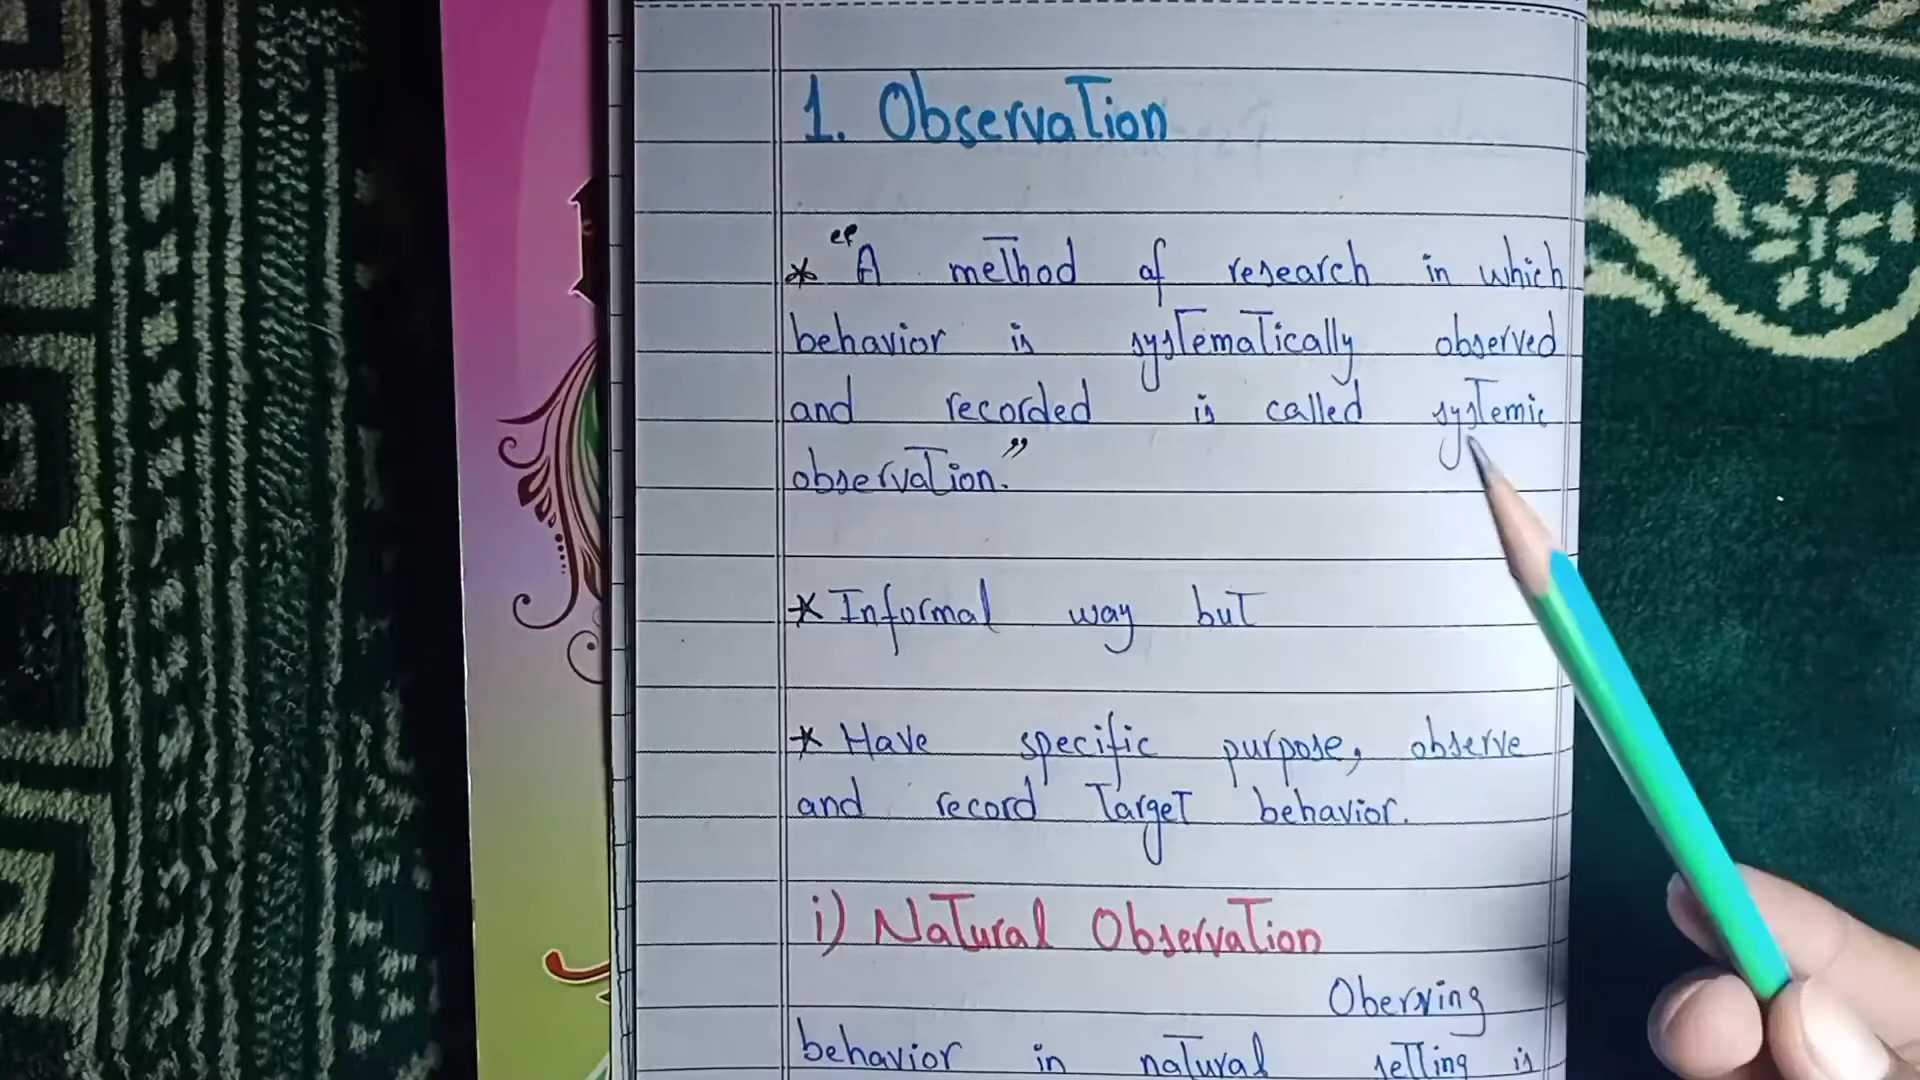 1. Observation
* "A method of research in which
behavior is systematically observed
and recorded is called systemic
observation."
* Informal way but
* Have specific purpose, observe
and record target behavior.
i) Natural Observation
Oberving
behavior in natural setting is